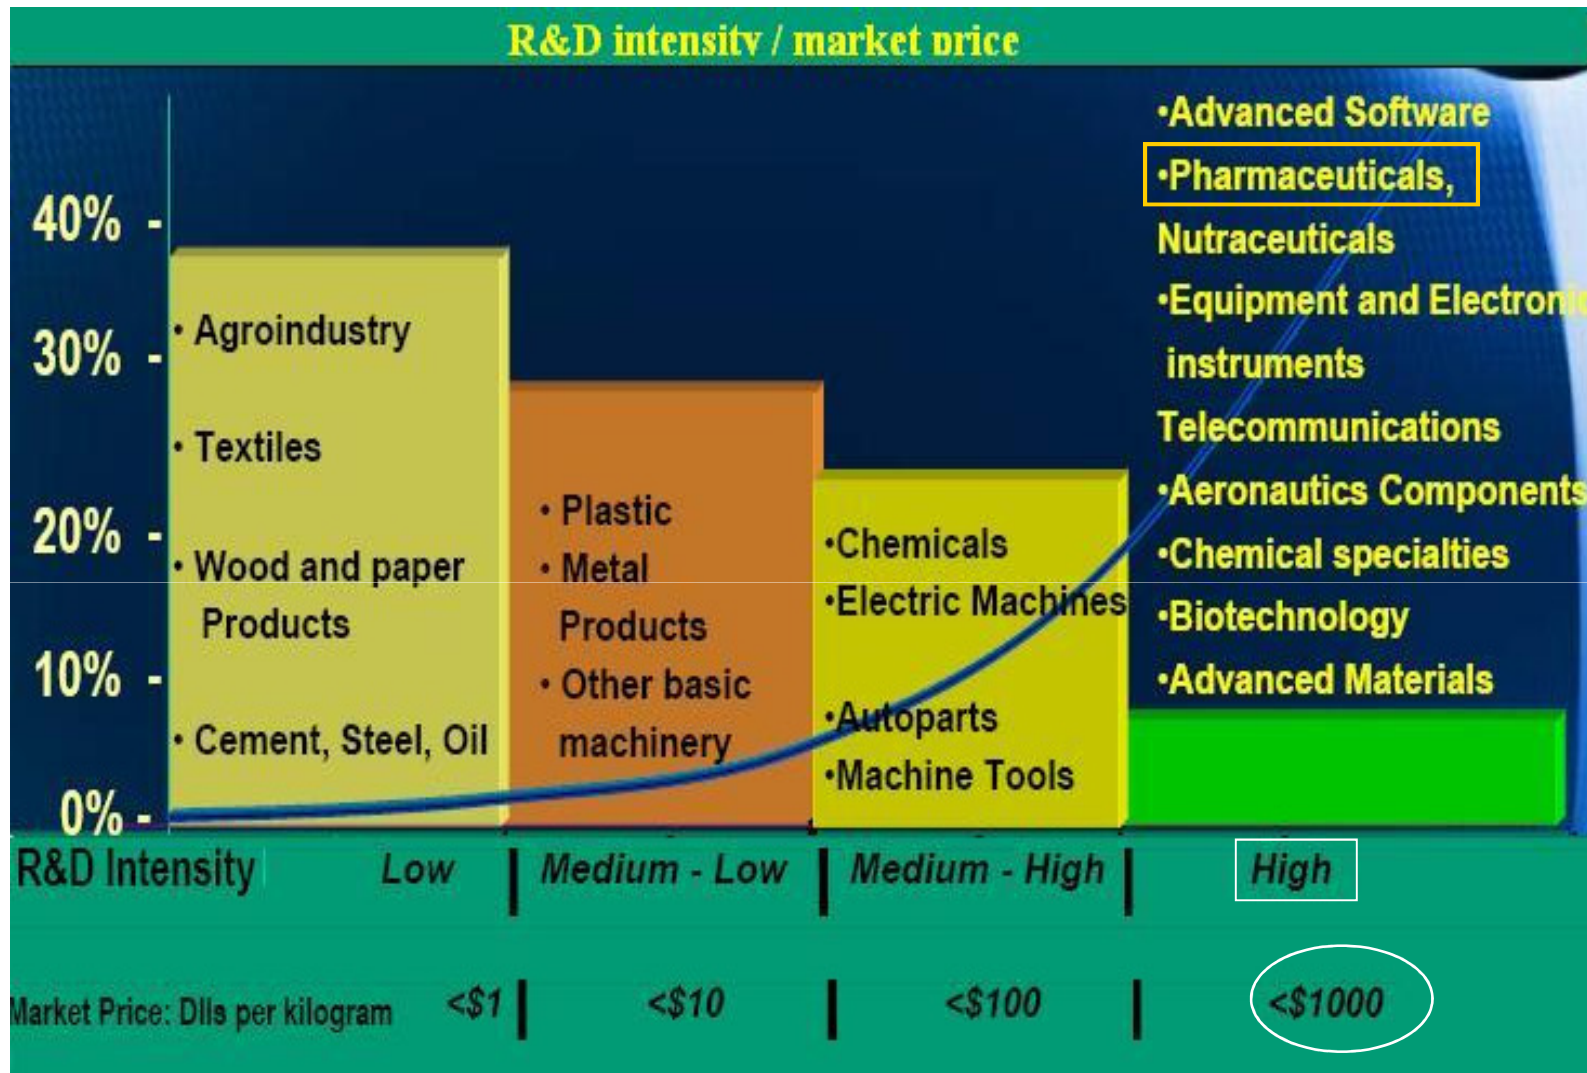 R&D intensity / market price
40% -
30% -
20% -
10% -
0% -
• Agroindustry
• Textiles
• Wood and paper
Products
• Cement, Steel, Oil
• Plastic
• Metal
Products
• Other basic
machinery
•Chemicals
•Electric Machines
•Autoparts
•Machine Tools
•Advanced Software
•Pharmaceuticals,
Nutraceuticals
•Equipment and Electronic
instruments
Telecommunications
•Aeronautics Components
•Chemical specialties
•Biotechnology
•Advanced Materials
R&D Intensity Low Medium - Low Medium - High High
Market Price: Dlls per kilogram <$1 <$10 <$100 <$1000